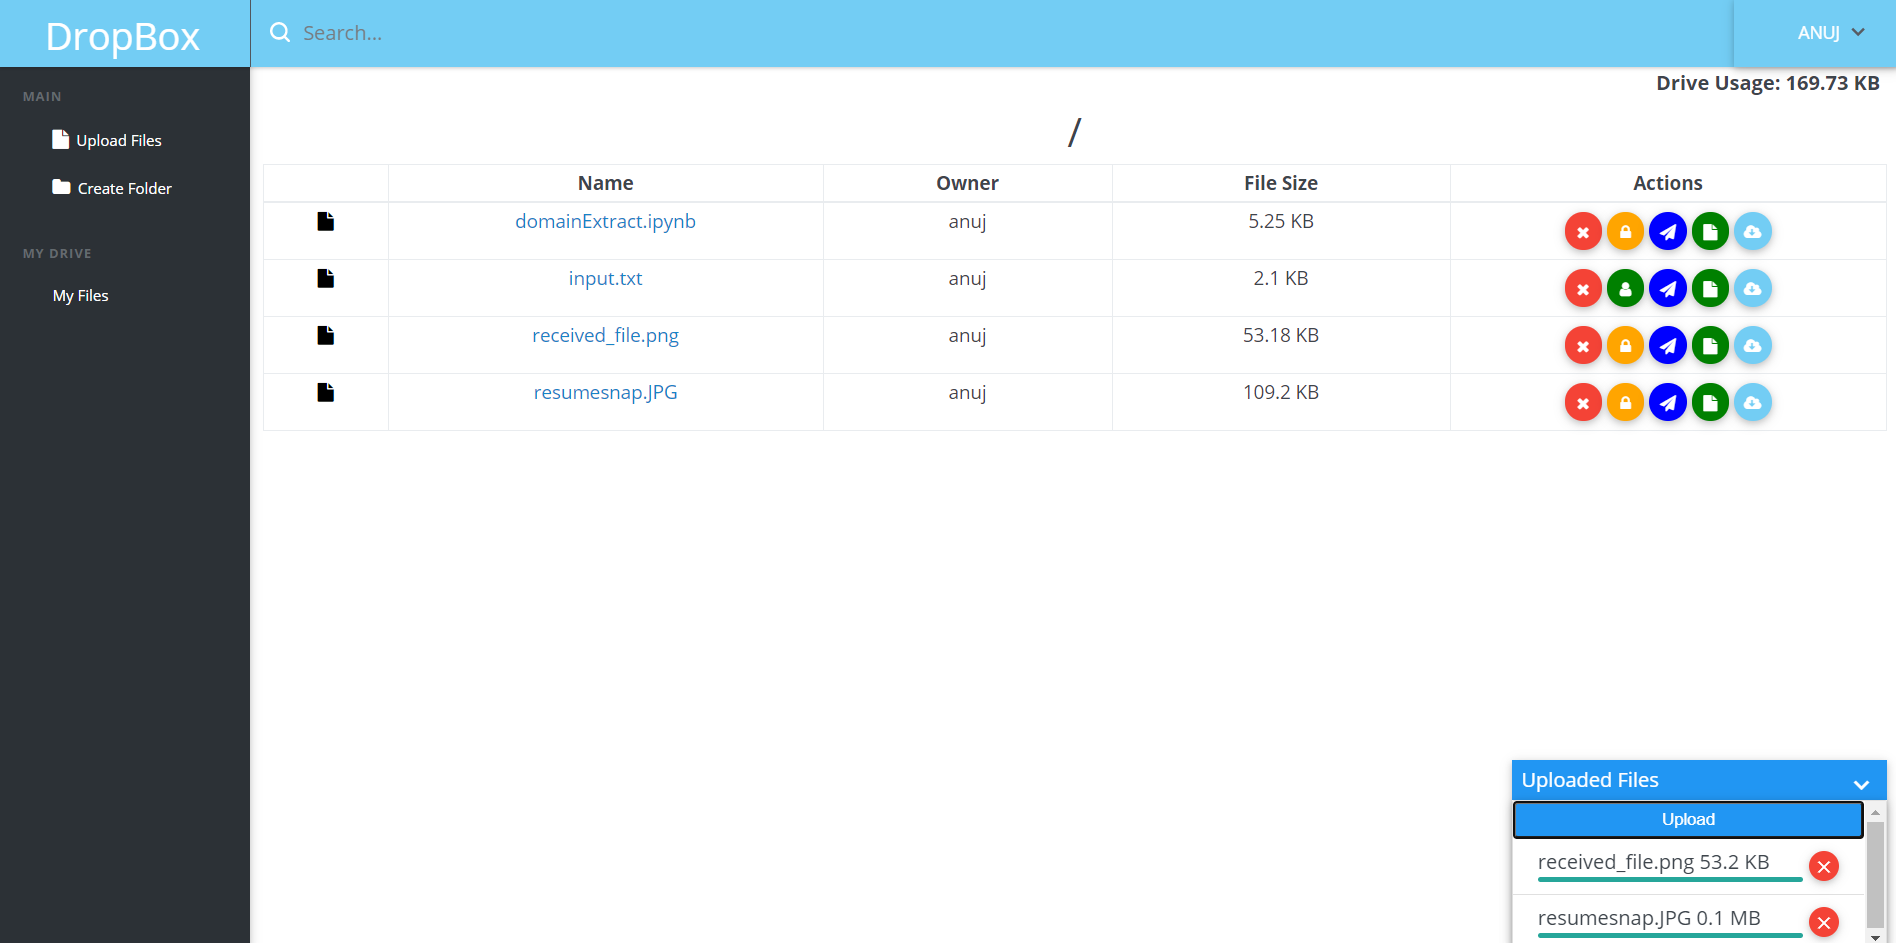 DropBox
Search...
ANUJ
Drive Usage: 169.73 KB
MAIN
Upload Files
Create Folder
MY DRIVE
My Files
/
Name Owner File Size Actions
domainExtract.ipynb anuj 5.25 KB
input.txt anuj 2.1 KB
received_file.png anuj 53.18 KB
resumesnap.JPG anuj 109.2 KB
Uploaded Files
Upload
received_file.png 53.2 KB
resumesnap.JPG 0.1 MB